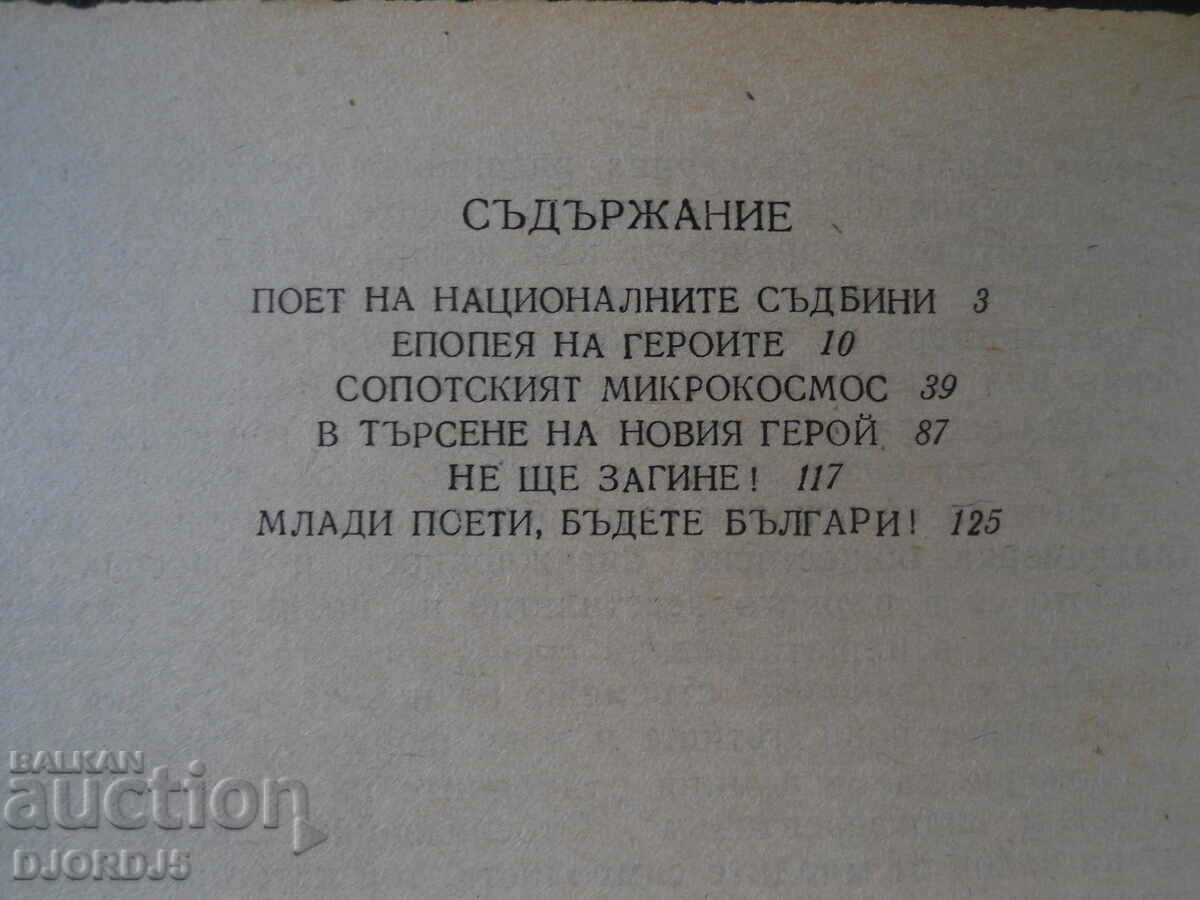 СЪДЪРЖАНИЕ
ПОЕТ НА НАЦИОНАЛНИТЕ СЪДБИНИ 3
ЕПОПЕЯ НА ГЕРОИТЕ 10
СОПОТСКИЯТ МИКРОКОСМОС 39
В ТЪРСЕНЕ НА НОВИЯ ГЕРОЙ 87
НЕ ЩЕ ЗАГИНЕ! 117
МЛАДИ ПОЕТИ, БЪДЕТЕ БЪЛГАРИ! 125
BALKAN
auction
DJORDJ5